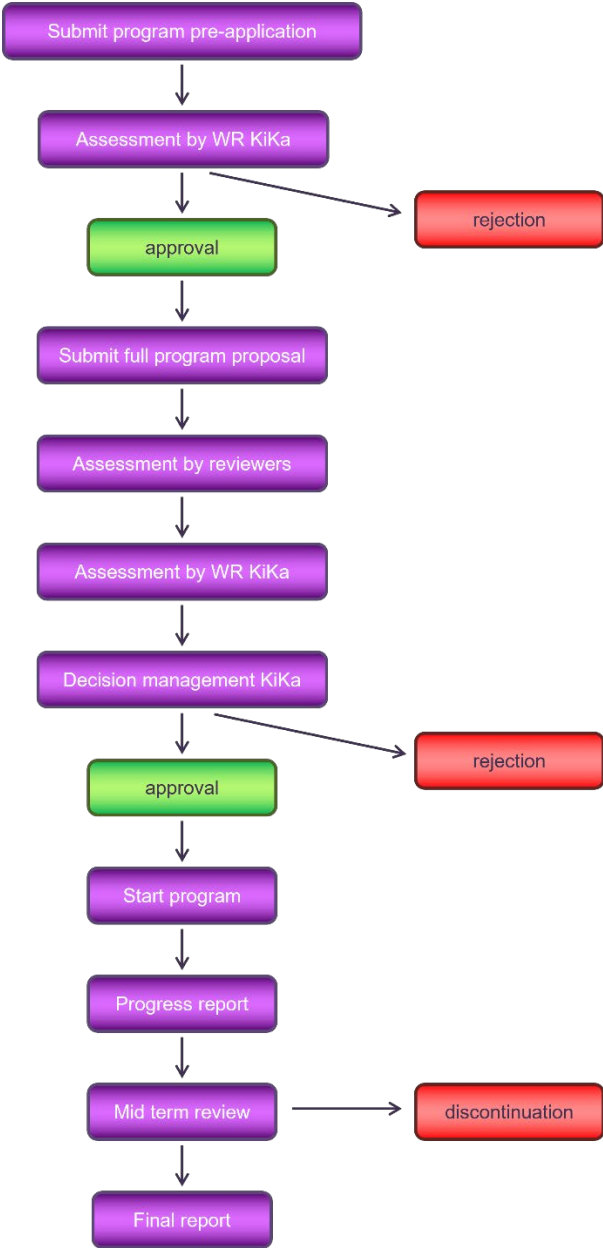 Submit program pre-application
Assessment by WR KiKa
rejection
approval
Submit full program proposal
Assessment by reviewers
Assessment by WR KiKa
Decision management KiKa
rejection
approval
Start program
Progress report
Mid term review
discontinuation
Final report